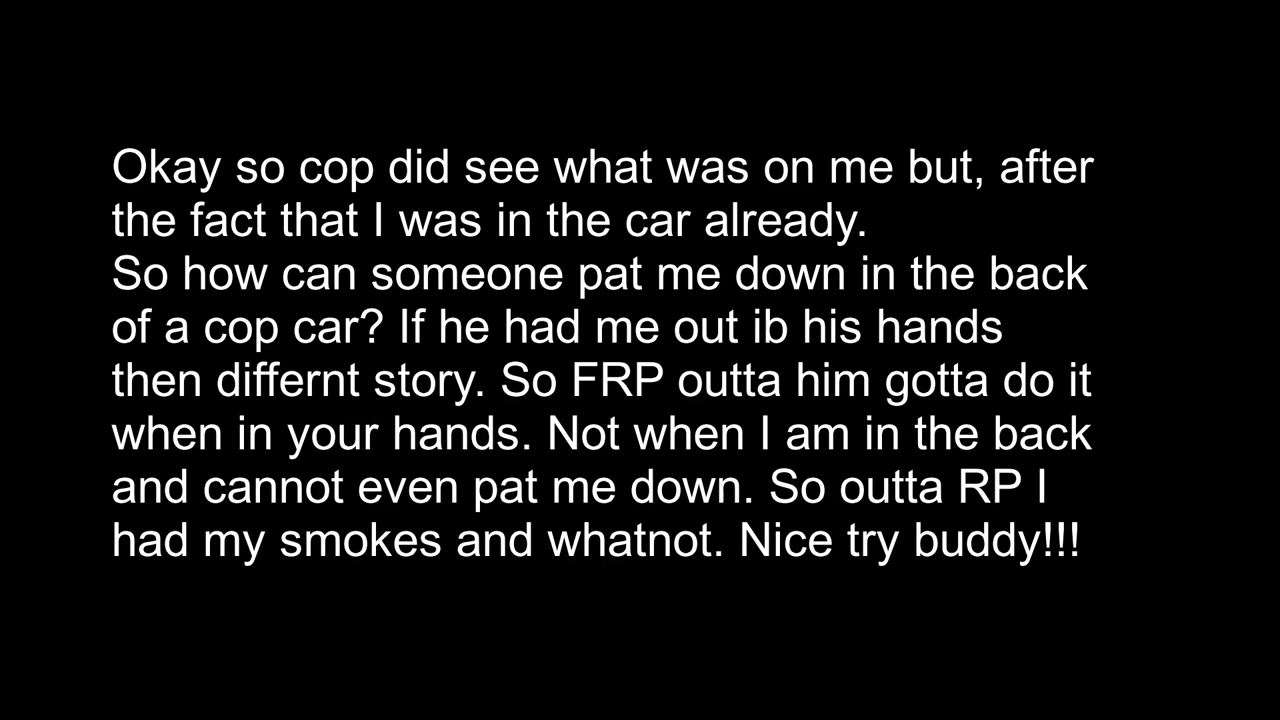 Okay so cop did see what was on me but, after
the fact that I was in the car already.
So how can someone pat me down in the back
of a cop car? If he had me out ib his hands
then differnt story. So FRP outta him gotta do it
when in your hands. Not when I am in the back
and cannot even pat me down. So outta RP I
had my smokes and whatnot. Nice try buddy!!!